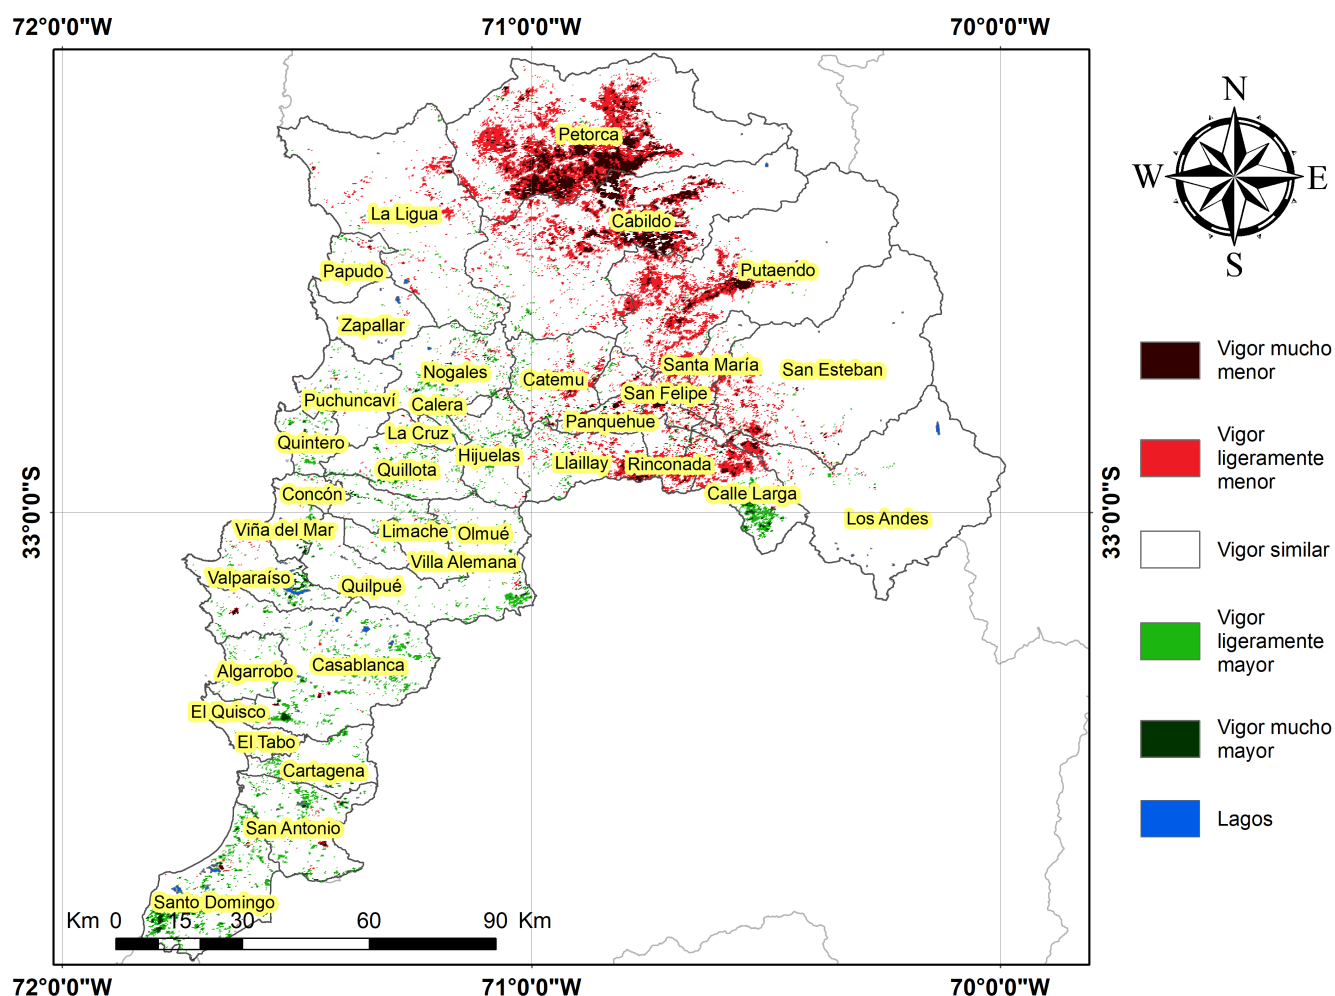 72°0'0"W 71°0'0"W 70°0'0"W
N
W E
S
Petorca
La Ligua
Cabildo
Papudo
Putaendo
Zapallar
Nogales
Catemu
Santa María
San Esteban
Puchuncaví
Calera
San Felipe
Quintero
La Cruz
Panquehue
Hijuelas
Quillota
Llaillay
Rinconada
Concón
Calle Larga
Viña del Mar
Limache
Olmué
Los Andes
Villa Alemana
Valparaíso
Quilpué
Algarrobo
Casablanca
El Quisco
El Tabo
Cartagena
San Antonio
Santo Domingo
33°0'0"S
33°0'0"S
Vigor mucho
menor
Vigor
ligeramente
menor
Vigor similar
Vigor
ligeramente
mayor
Vigor mucho
mayor
Lagos
Km 0 15 30 60 90 Km
72°0'0"W 71°0'0"W 70°0'0"W